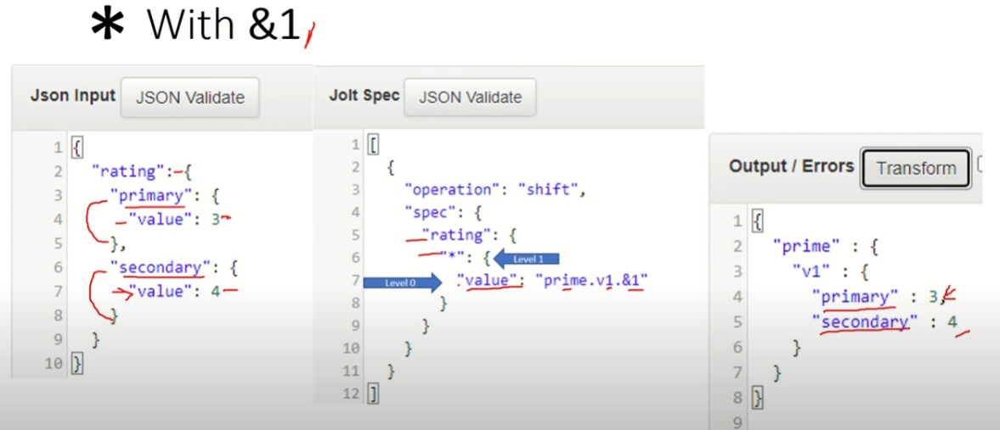 * With &1,
Json Input JSON Validate
1 {
2 "rating": {
3 "primary": {
4 "value": 3
5 },
6 "secondary": {
7 "value": 4
8 }
9 }
10 }
Jolt Spec JSON Validate
1 [
2 {
3 "operation": "shift",
4 "spec": {
5 "rating": {
6 "*": { Level 1
7 Level 0 "value": "prime.v1.&1"
8 }
9 }
10 }
11 }
12 ]
Output / Errors Transform
1 {
2 "prime" : {
3 "v1" : {
4 "primary" : 3,
5 "secondary" : 4
6 }
7 }
8 }
9